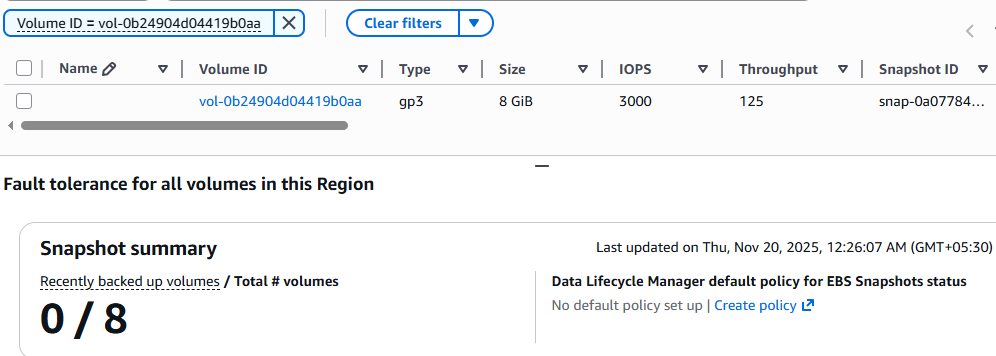 Volume ID = vol-0b24904d04419b0aa
Clear filters
Name Volume ID Type Size IOPS Throughput Snapshot ID
vol-0b24904d04419b0aa gp3 8 GiB 3000 125 snap-0a07784...
Fault tolerance for all volumes in this Region
Snapshot summary
Last updated on Thu, Nov 20, 2025, 12:26:07 AM (GMT+05:30)
Recently backed up volumes / Total # volumes
0 / 8
Data Lifecycle Manager default policy for EBS Snapshots status
No default policy set up | Create policy